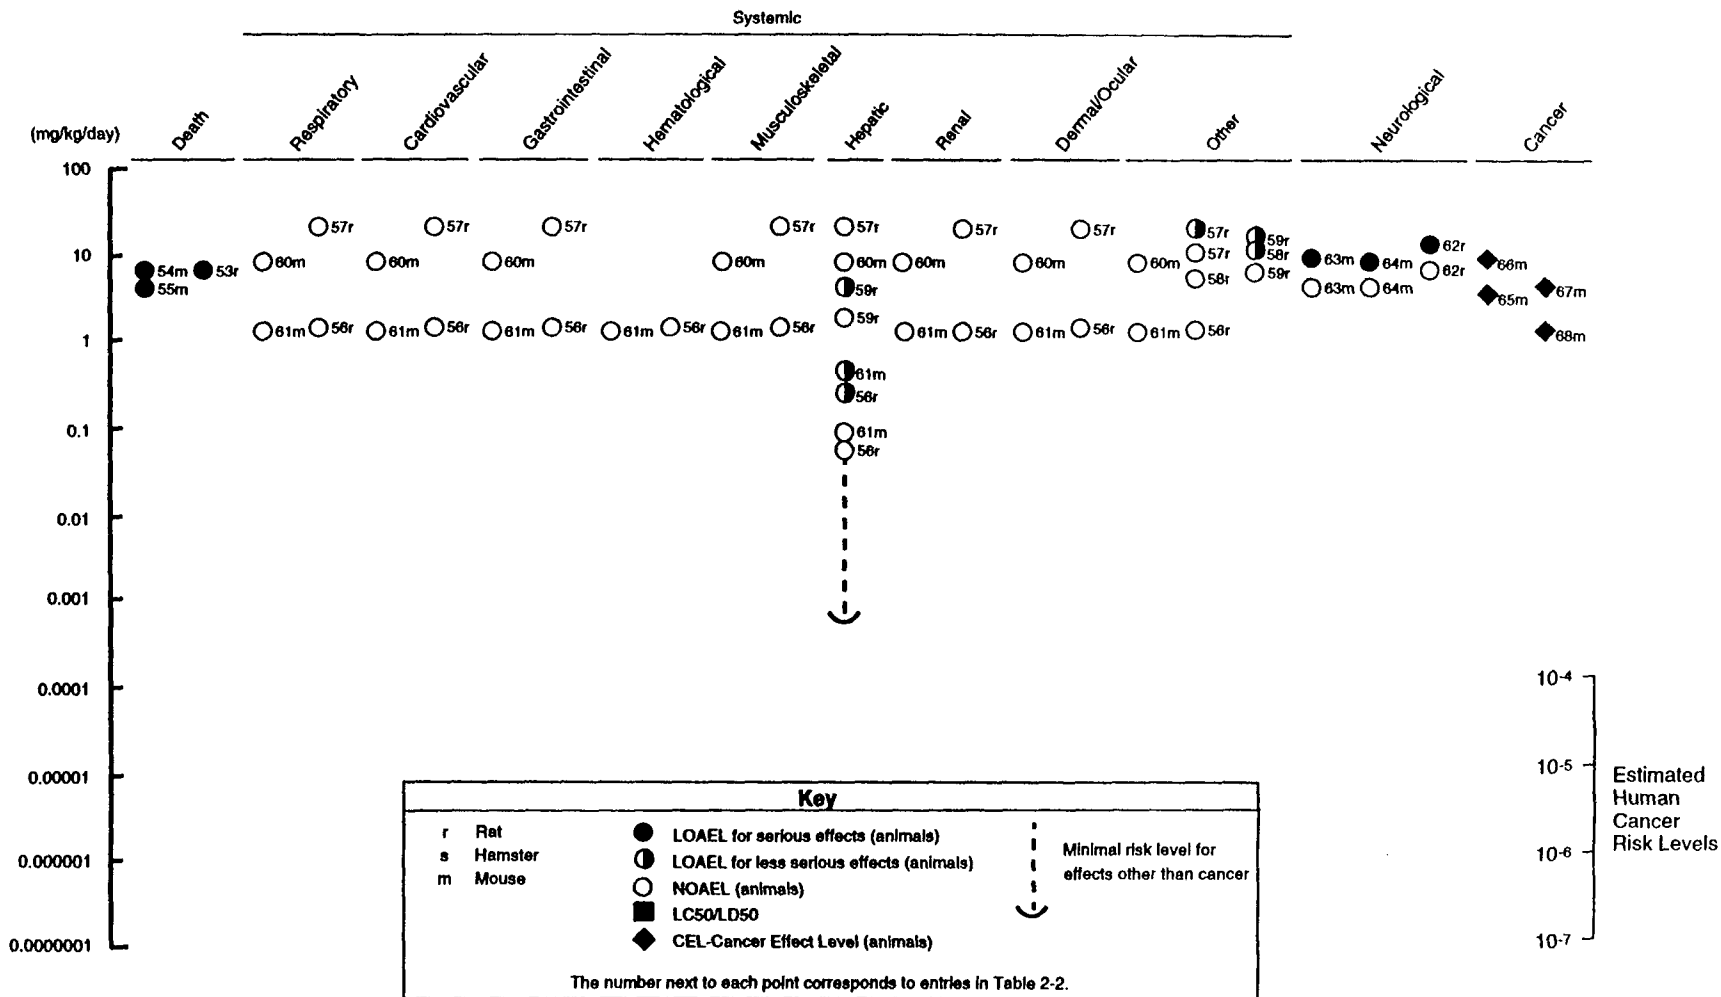 Systemic
(mg/kg/day)
Death
Respiratory
Cardiovascular
Gastrointestinal
Hematological
Musculoskeletal
Hepatic
Renal
Dermal/Ocular
Other
Neurological
Cancer
100
57r 57r 57r 57r 57r 57r 57r 57r 59r 62r
10
54m 53r 60m 60m 60m 60m 60m 60m 60m 60m 57r 58r 63m 64m 62r 66m
55m 59r 58r 59r 63m 64m 65m 67m
59r
61m 56r 61m 56r 61m 56r 61m 56r 61m 56r 61m 56r 61m 56r 61m 56r 68m
1
61m
56r
0.1
61m
56r
0.01
0.001
0.0001
10-4
0.00001
10-5
Estimated
Human
Cancer
Risk Levels
0.000001
10-6
0.0000001
10-7
Key
r Rat
s Hamster
m Mouse
LOAEL for serious effects (animals)
LOAEL for less serious effects (animals)
NOAEL (animals)
LC50/LD50
CEL-Cancer Effect Level (animals)
Minimal risk level for
effects other than cancer
The number next to each point corresponds to entries in Table 2-2.